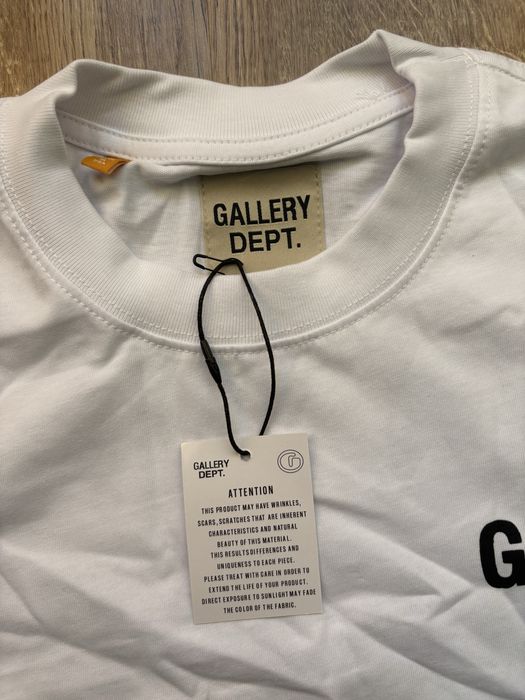 GALLERY
DEPT.
GALLERY
DEPT.
G
ATTENTION
THIS PRODUCT MAY HAVE WRINKLES,
SCARS, SCRATCHES THAT ARE INHERENT
CHARACTERISTICS AND NATURAL
BEAUTY OF THIS MATERIAL.
THIS RESULTS DIFFERENCES AND
UNIQUENESS TO EACH PIECE.
PLEASE TREAT WITH CARE IN ORDER TO
EXTEND THE LIFE OF YOUR PRODUCT.
DIRECT EXPOSURE TO SUNLIGHT MAY FADE
THE COLOR OF THE FABRIC.
G